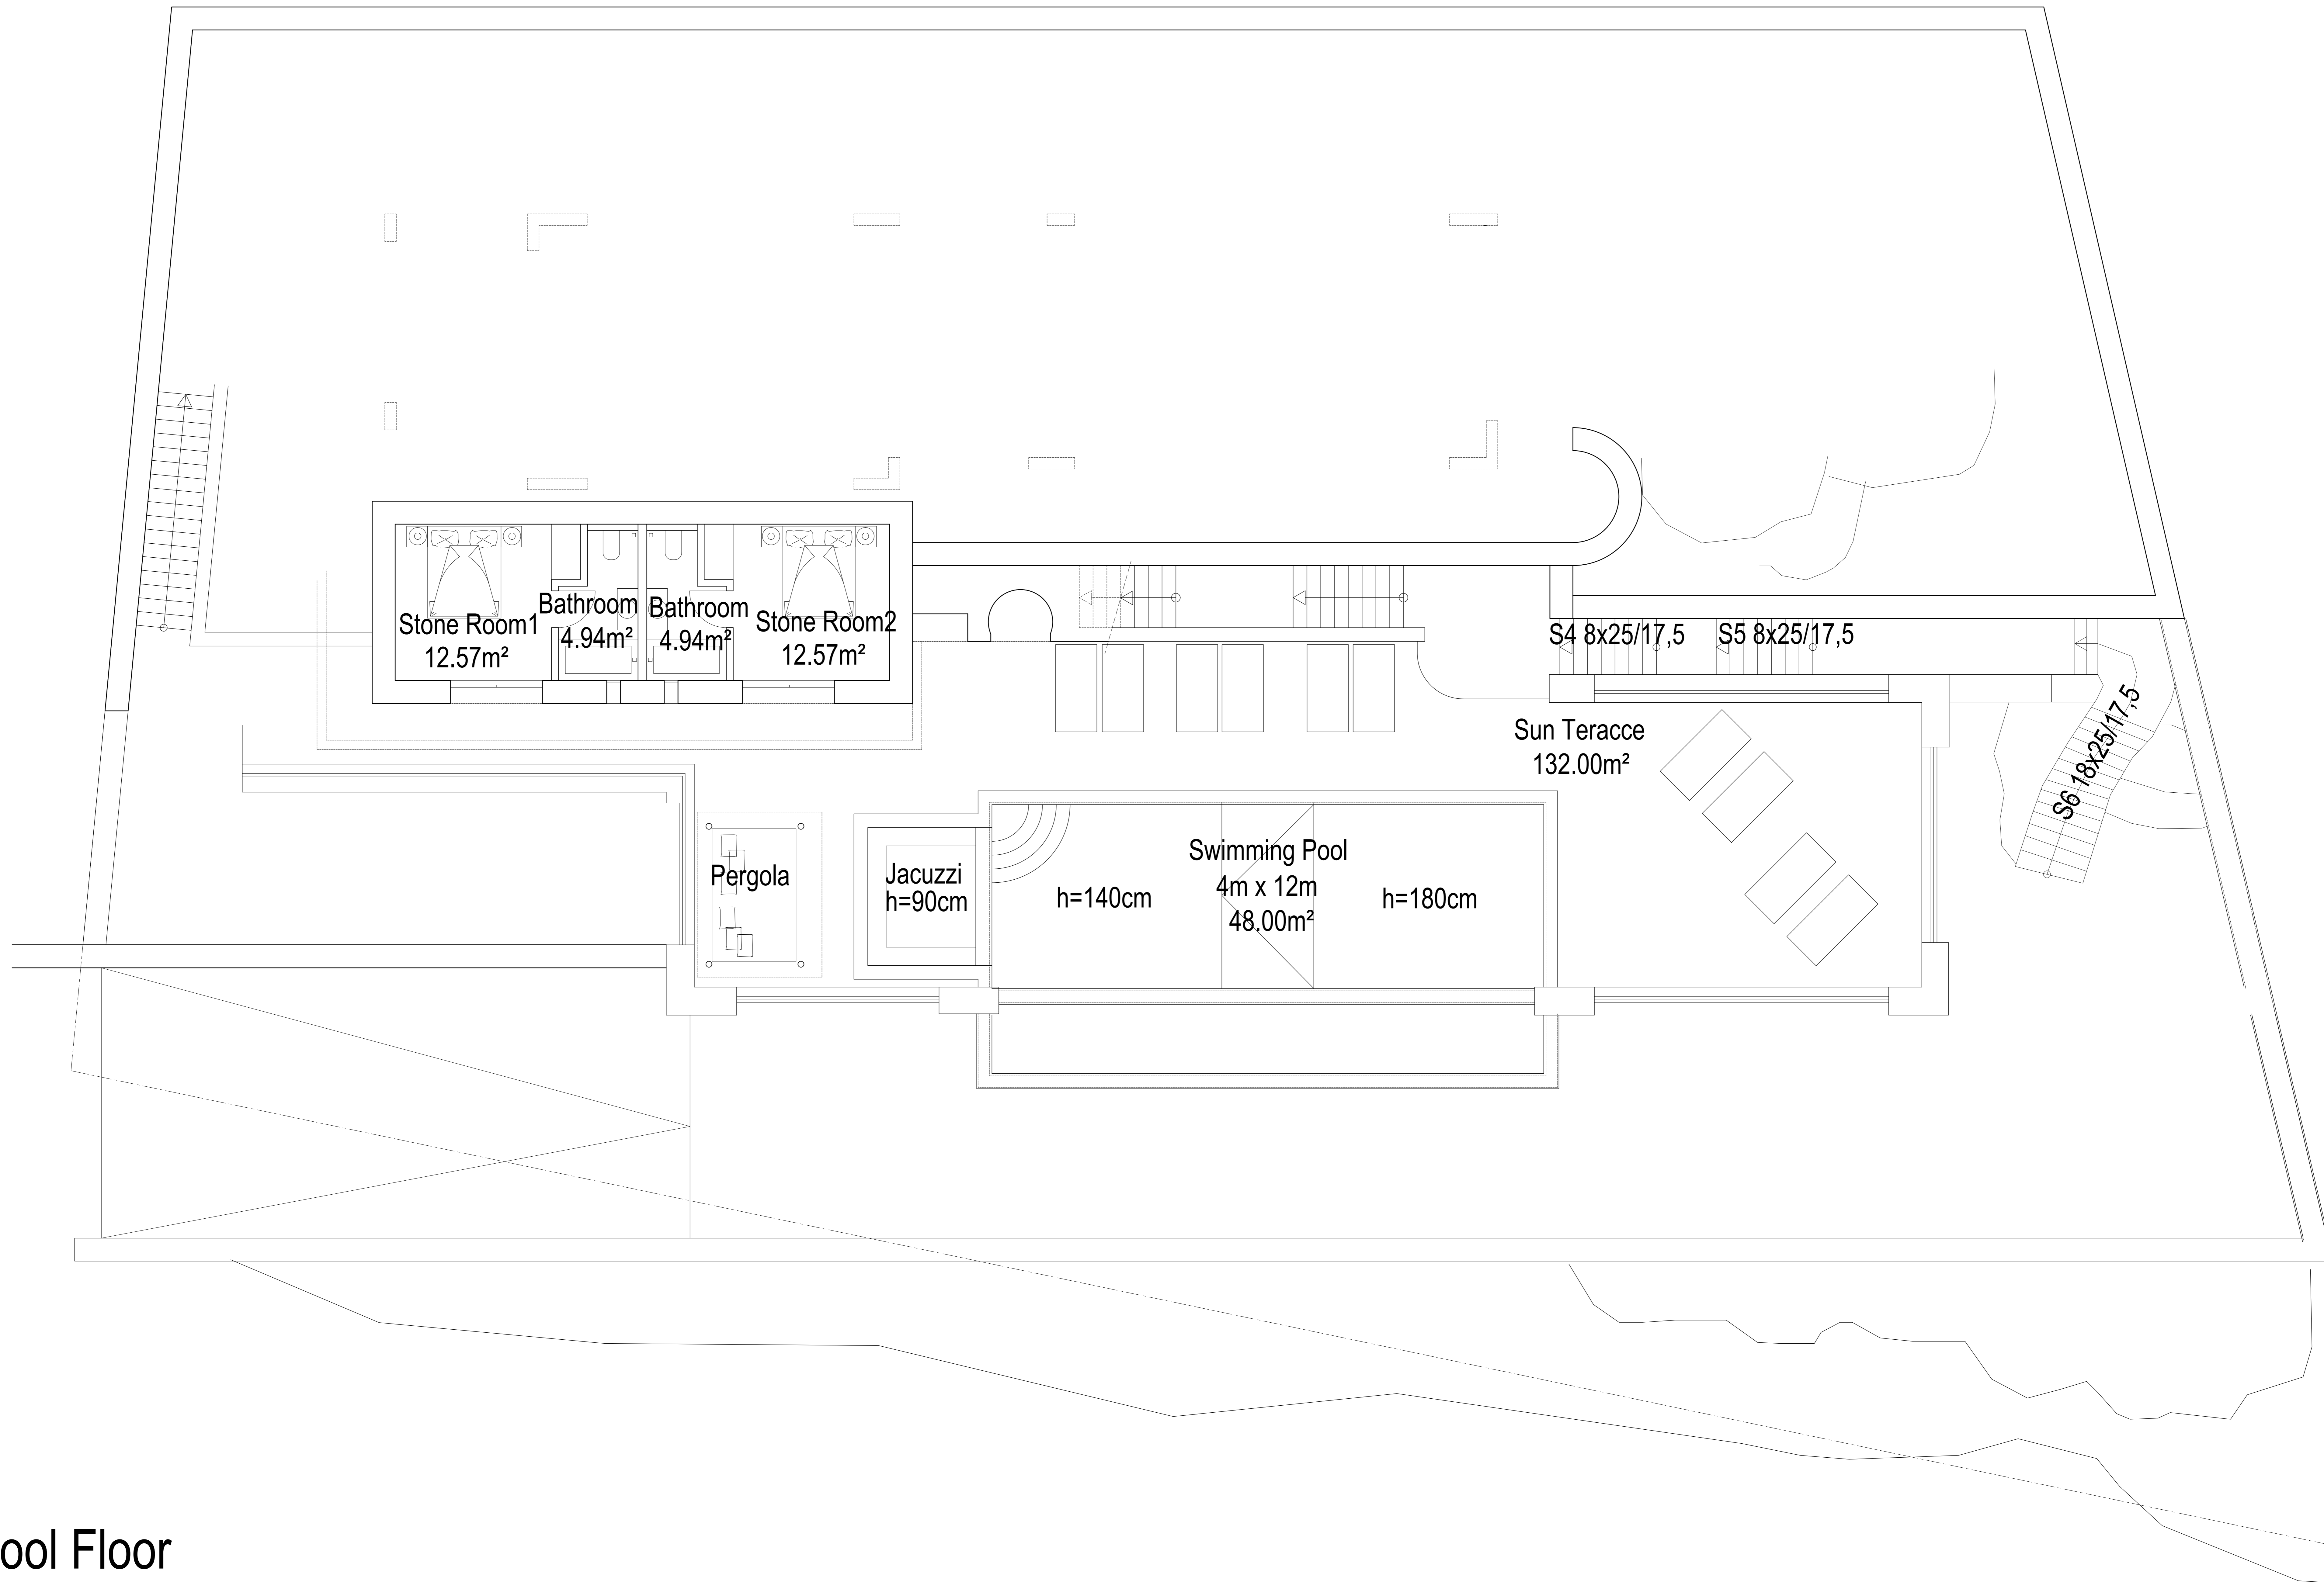 Stone Room1
12.57m²
Bathroom
4.94m²
Bathroom
4.94m²
Stone Room2
12.57m²
S4 8x25/17,5
S5 8x25/17,5
S6 18x25/17,5
Sun Teracce
132.00m²
Pergola
Jacuzzi
h=90cm
h=140cm
Swimming Pool
4m x 12m
48.00m²
h=180cm
ool Floor